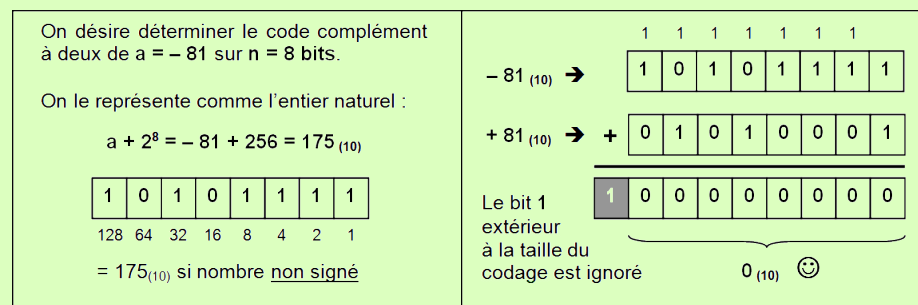 On désire déterminer le code complément
à deux de a = – 81 sur n = 8 bits.
On le représente comme l'entier naturel :
a + 2⁸ = – 81 + 256 = 175 (10)
1 0 1 0 1 1 1 1
128 64 32 16 8 4 2 1
= 175(10) si nombre non signé
1 1 1 1 1 1 1
– 81 (10) ➔ 1 0 1 0 1 1 1 1
+ 81 (10) ➔ + 0 1 0 1 0 0 0 1
1 0 0 0 0 0 0 0 0
Le bit 1
extérieur
à la taille du
codage est ignoré
0 (10) ☺